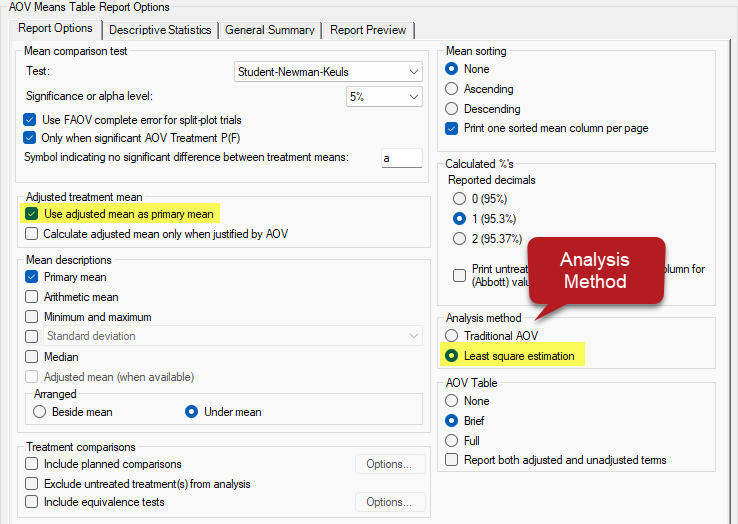 AOV Means Table Report Options
Report Options
Descriptive Statistics
General Summary
Report Preview
Mean comparison test
Test:
Student-Newman-Keuls
Significance or alpha level:
5%
Use FAOV complete error for split-plot trials
Only when significant AOV Treatment P(F)
Symbol indicating no significant difference between treatment means:
a
Adjusted treatment mean
Use adjusted mean as primary mean
Calculate adjusted mean only when justified by AOV
Mean descriptions
Primary mean
Arithmetic mean
Minimum and maximum
Standard deviation
Median
Adjusted mean (when available)
Arranged
Beside mean
Under mean
Treatment comparisons
Include planned comparisons
Options...
Exclude untreated treatment(s) from analysis
Include equivalence tests
Options...
Mean sorting
None
Ascending
Descending
Print one sorted mean column per page
Calculated %'s
Reported decimals
0 (95%)
1 (95.3%)
2 (95.37%)
Print for
(Abbott)
Analysis
Method
Analysis method
Traditional AOV
Least square estimation
AOV Table
None
Brief
Full
Report both adjusted and unadjusted terms